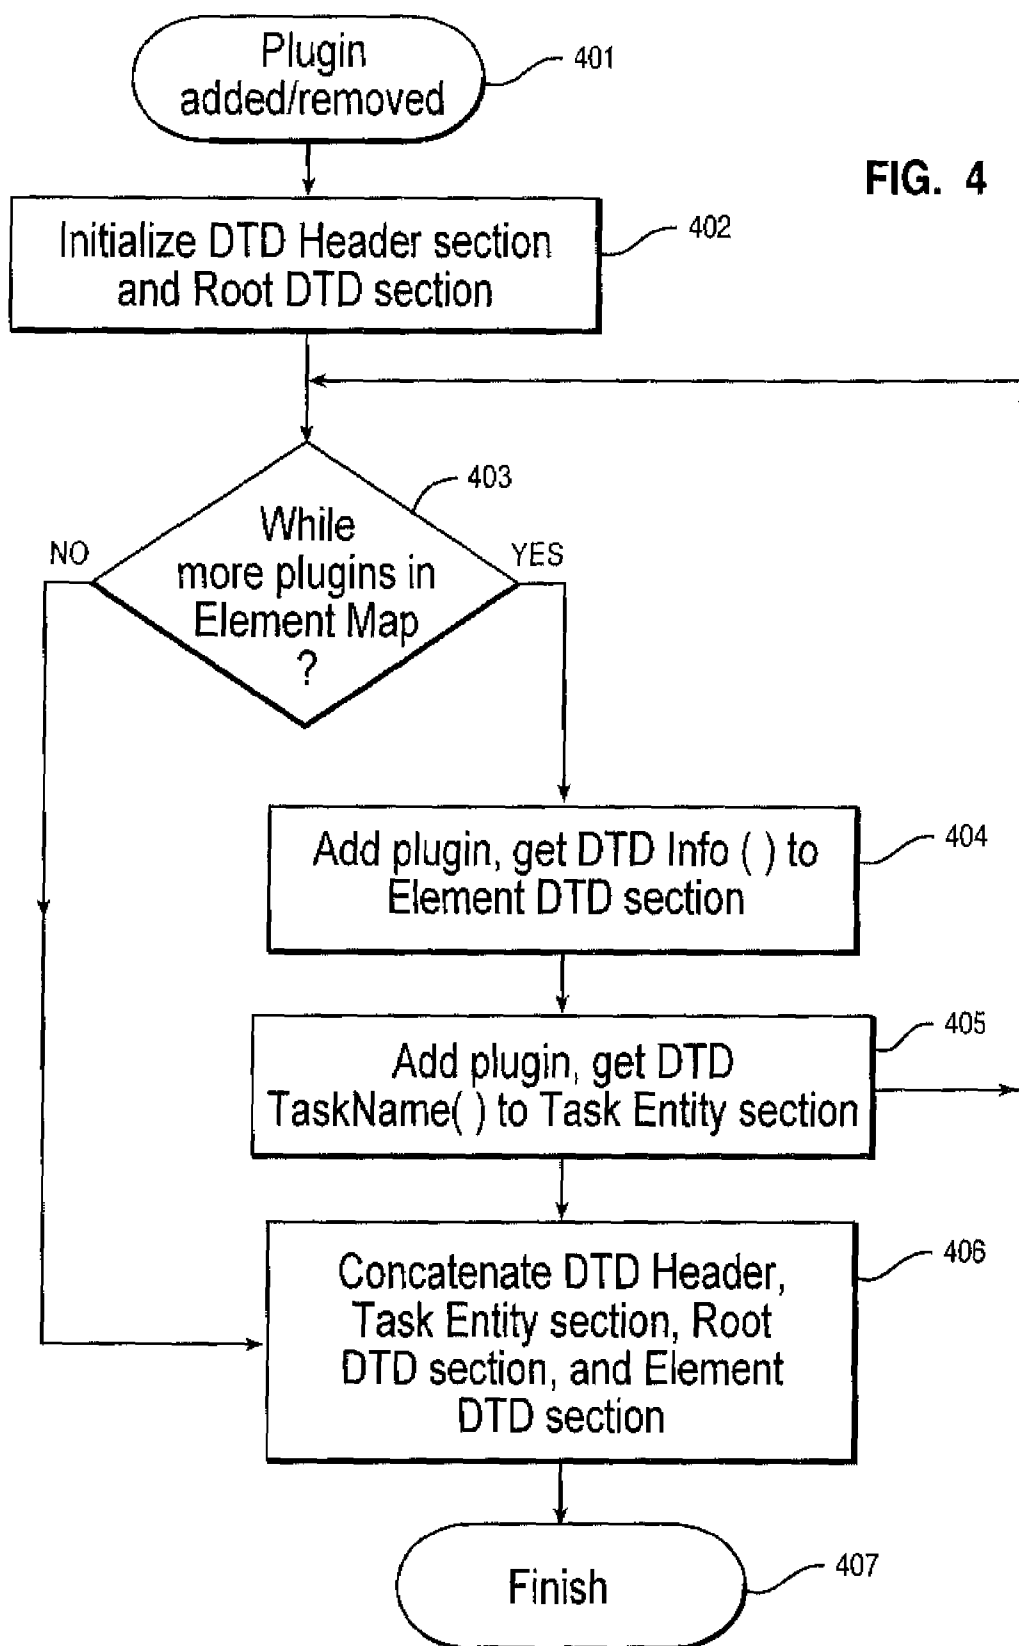 Plugin
added/removed
401
FIG. 4
Initialize DTD Header section
and Root DTD section
402
403
While
more plugins in
Element Map
?
NO
YES
Add plugin, get DTD Info ( ) to
Element DTD section
404
Add plugin, get DTD
TaskName( ) to Task Entity section
405
Concatenate DTD Header,
Task Entity section, Root
DTD section, and Element
DTD section
406
Finish
407